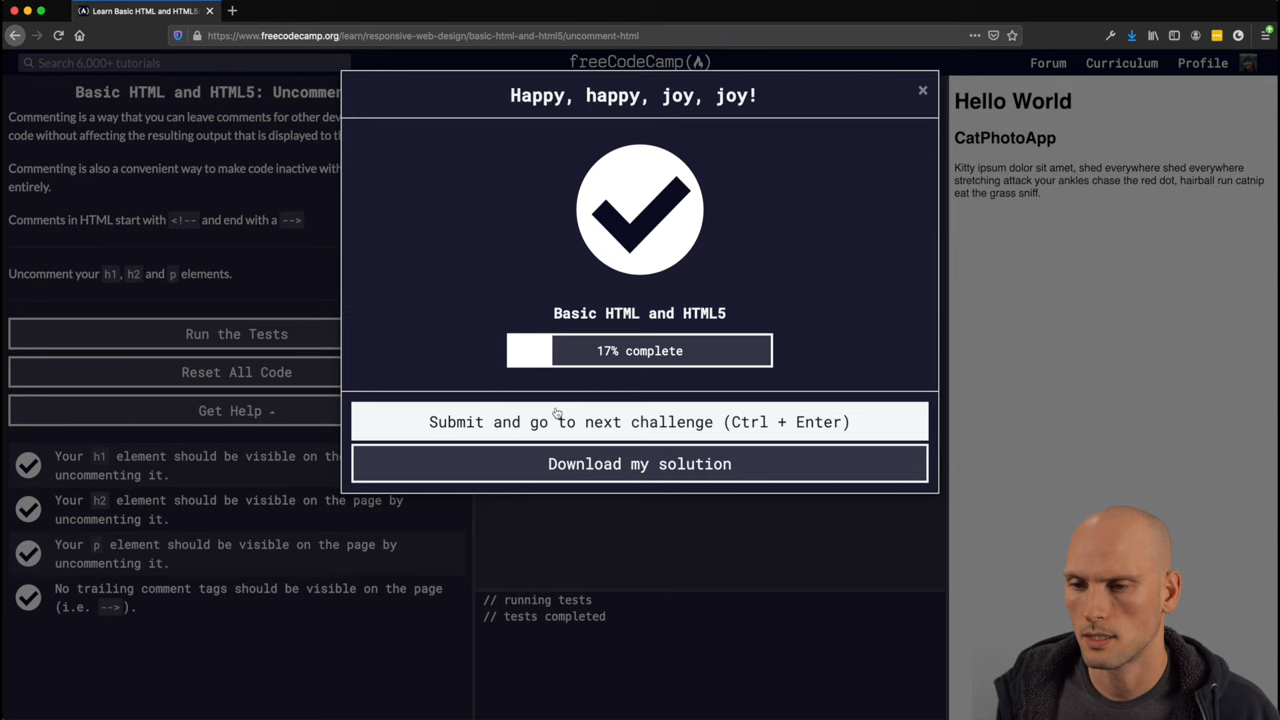 Learn Basic HTML and HTML5:
https://www.freecodecamp.org/learn/responsive-web-design/basic-html-and-html5/uncomment-html
Search 6,000+ tutorials
freeCodeCamp(🔥)
Forum
Curriculum
Profile
Basic HTML and HTML5: Uncommen
Commenting is a way that you can leave comments for other dev
code without affecting the resulting output that is displayed to th
Commenting is also a convenient way to make code inactive with
entirely.
Comments in HTML start with <!-- and end with a -->
Uncomment your h1, h2 and p elements.
Run the Tests
Reset All Code
Get Help
Your h1 element should be visible on the
uncommenting it.
Your h2 element should be visible on the page by
uncommenting it.
Your p element should be visible on the page by
uncommenting it.
No trailing comment tags should be visible on the page
(i.e. -->).
Happy, happy, joy, joy!
×
Basic HTML and HTML5
17% complete
Submit and go to next challenge (Ctrl + Enter)
Download my solution
// running tests
// tests completed
Hello World
CatPhotoApp
Kitty ipsum dolor sit amet, shed everywhere shed everywhere
stretching attack your ankles chase the red dot, hairball run catnip
eat the grass sniff.